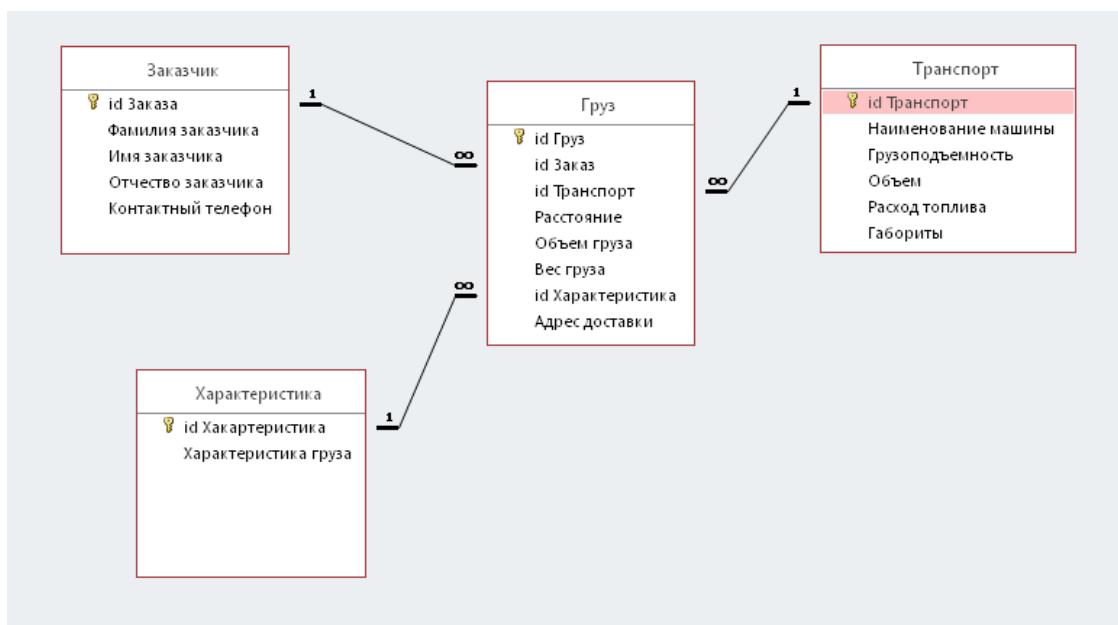 Заказчик
id Заказа
Фамилия заказчика
Имя заказчика
Отчество заказчика
Контактный телефон
1
∞
Груз
id Груз
id Заказ
id Транспорт
Расстояние
Объем груза
Вес груза
id Характеристика
Адрес доставки
∞
1
Транспорт
id Транспорт
Наименование машины
Грузоподъемность
Объем
Расход топлива
Габориты
∞
1
Характеристика
id Хакартеристика
Характеристика груза